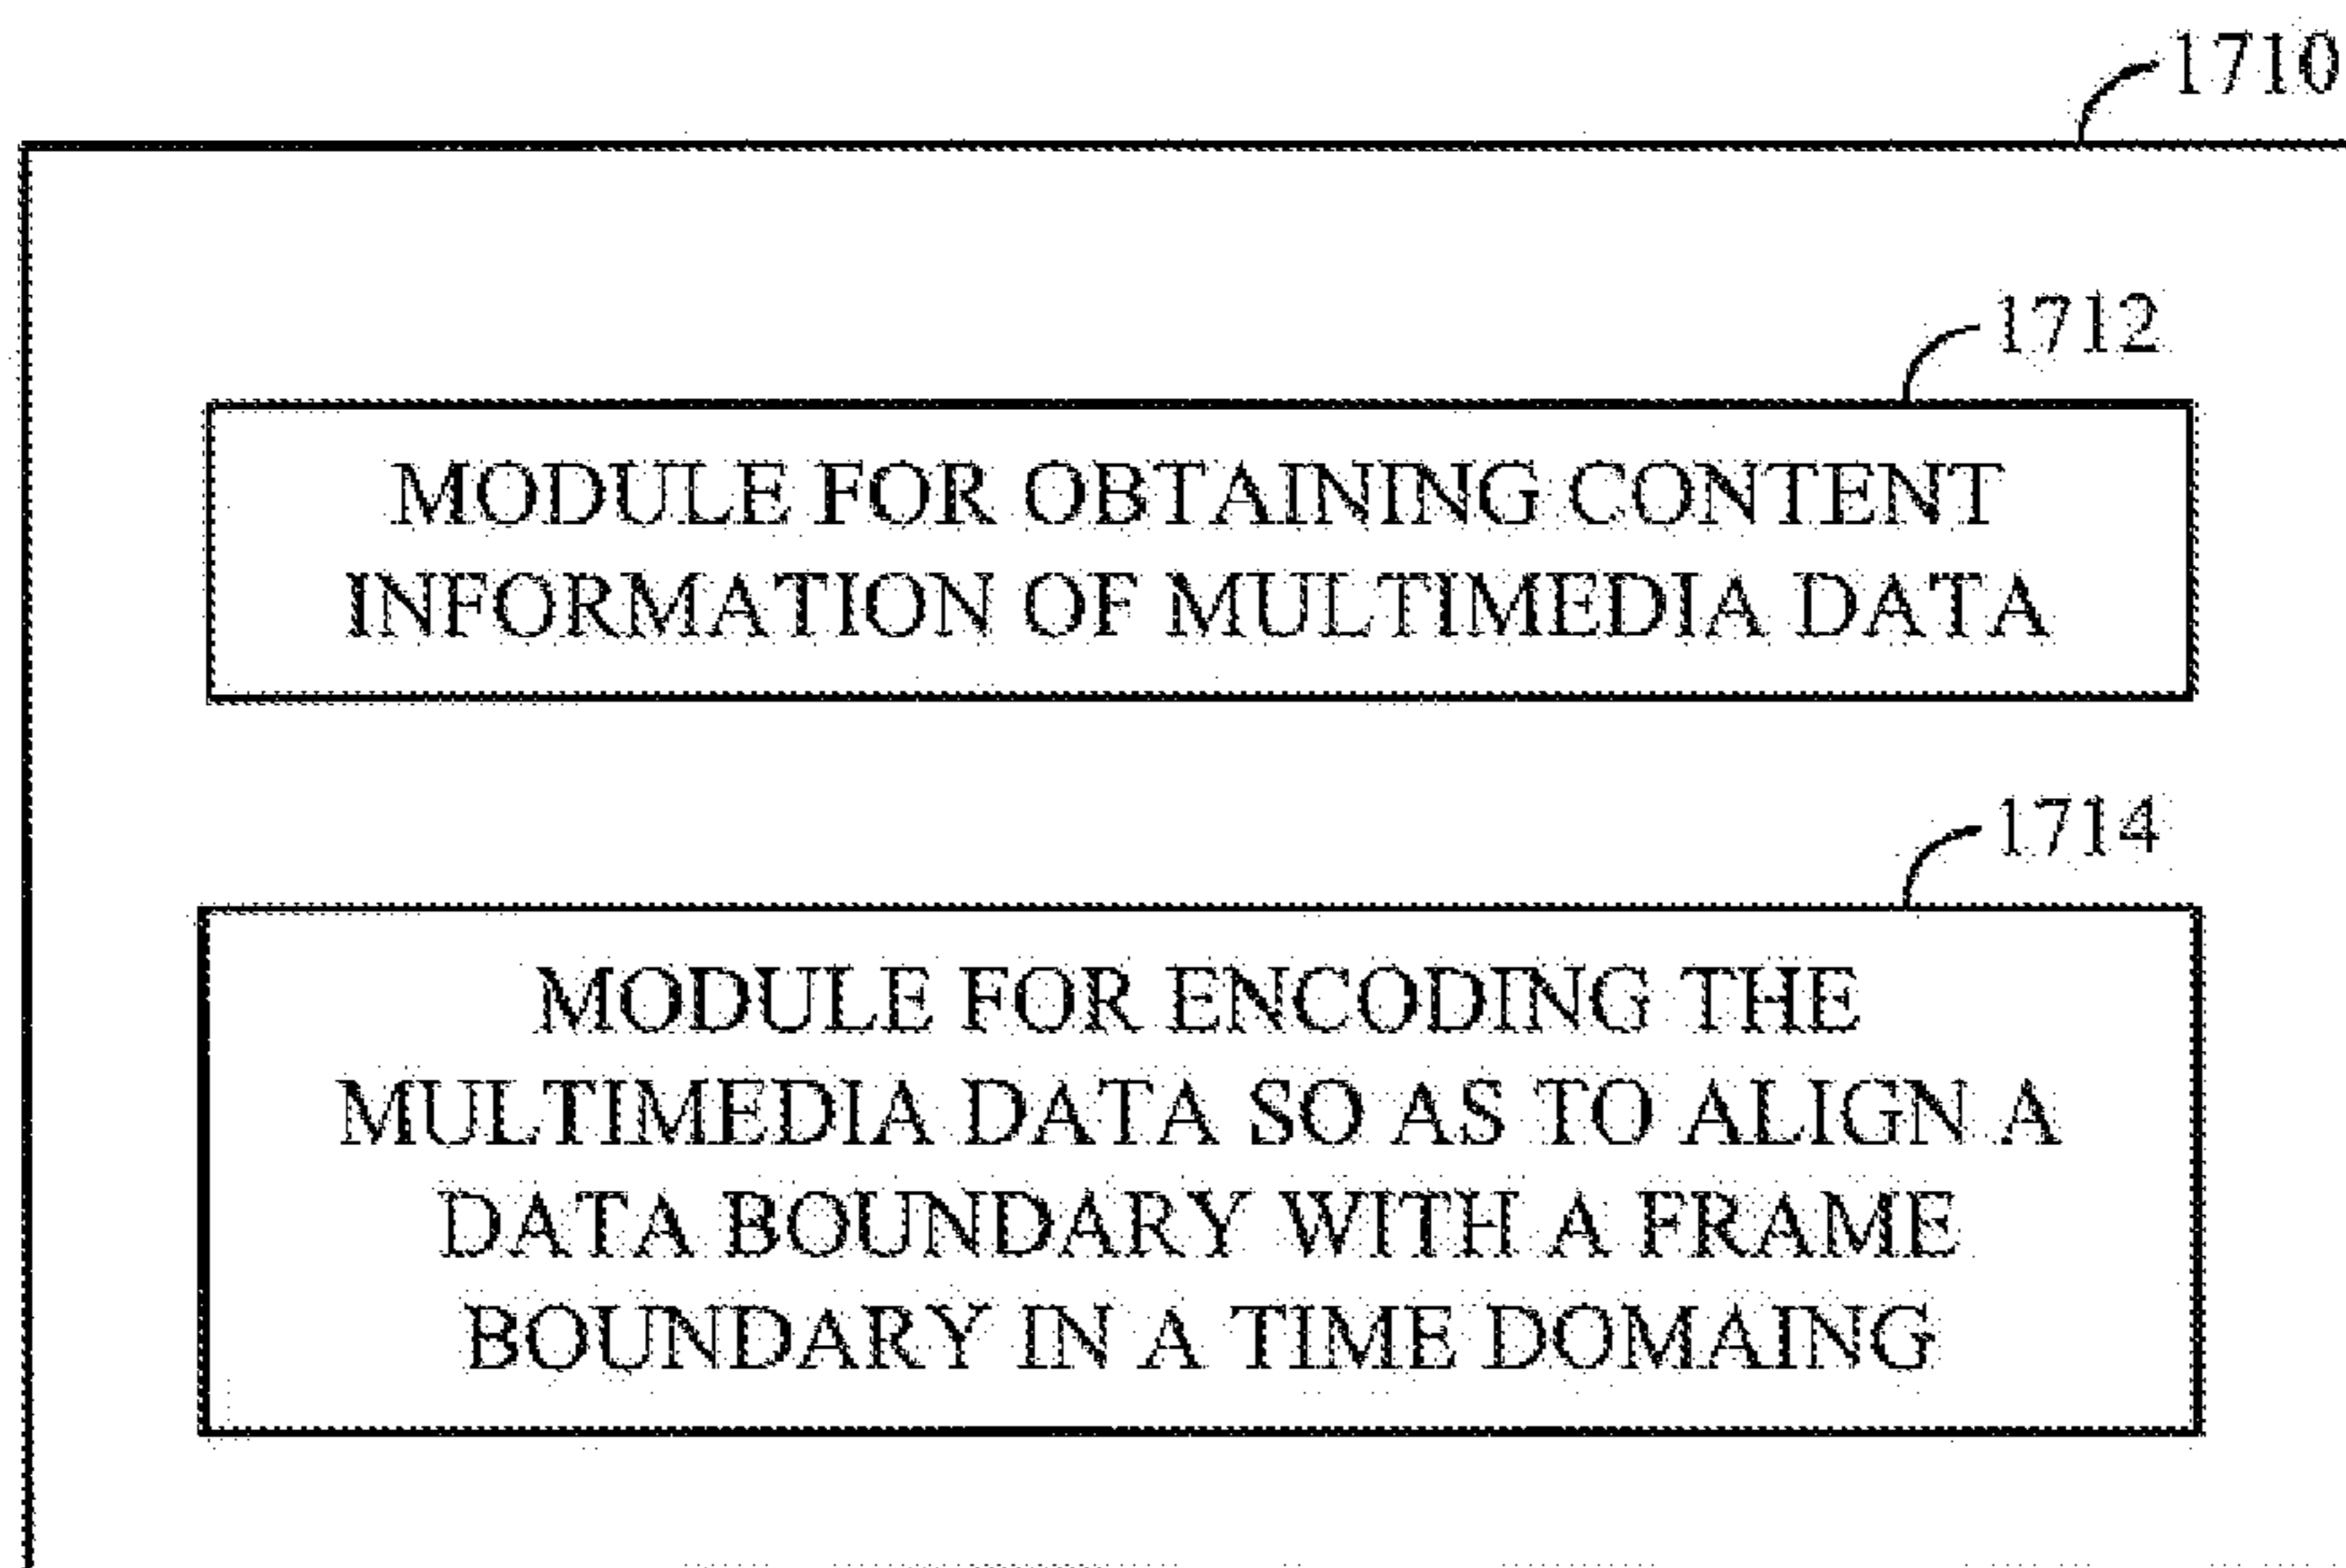 1710
1712
MODULE FOR OBTAINING CONTENT
INFORMATION OF MULTIMEDIA DATA
1714
MODULE FOR ENCODING THE
MULTIMEDIA DATA SO AS TO ALIGN A
DATA BOUNDARY WITH A FRAME
BOUNDARY IN A TIME DOMAING